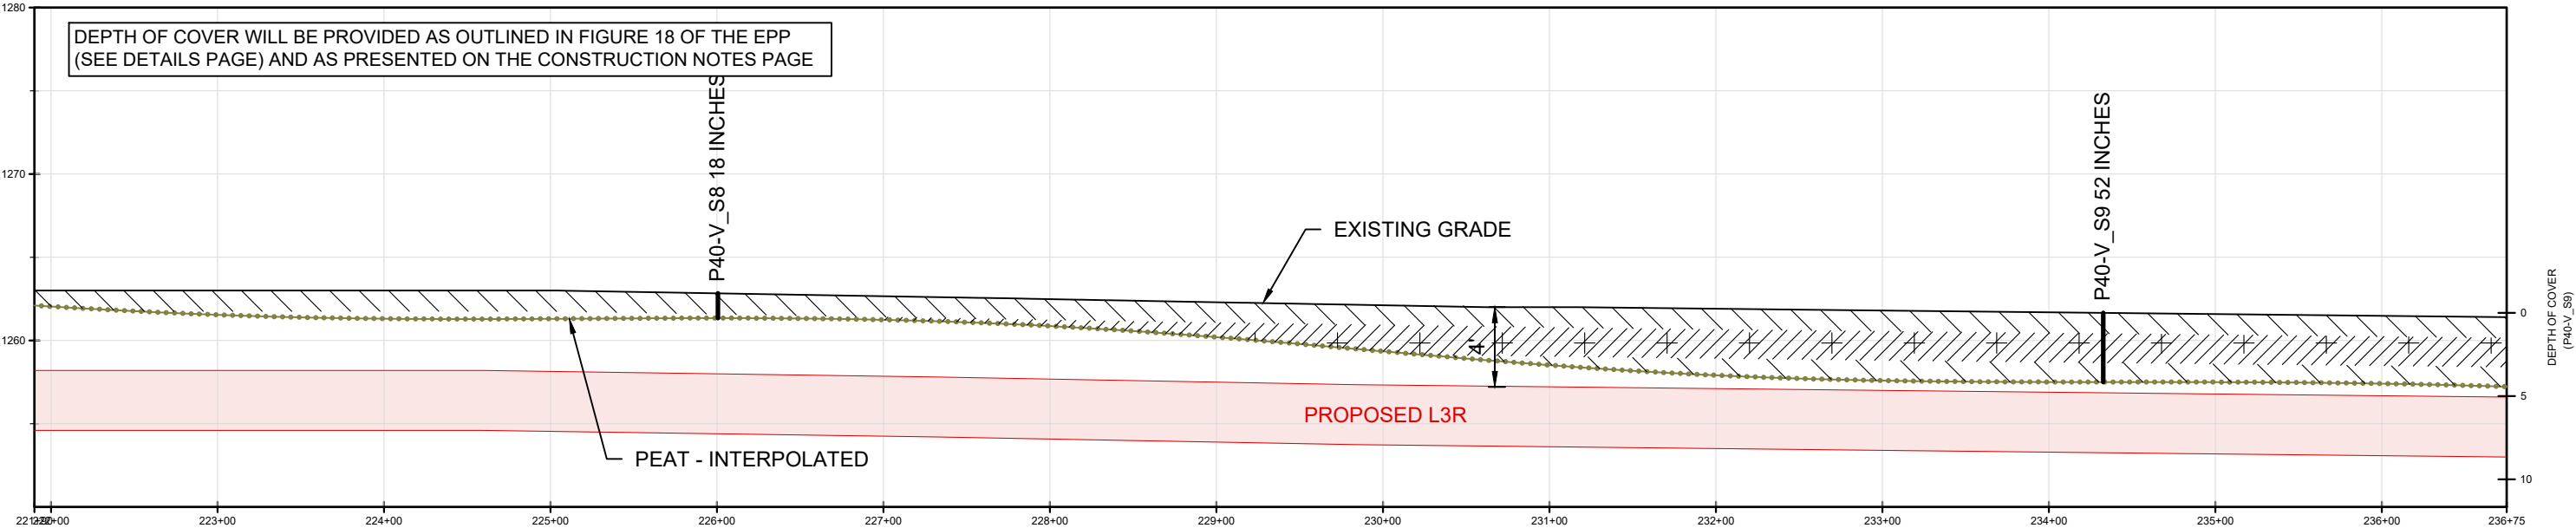 1280
DEPTH OF COVER WILL BE PROVIDED AS OUTLINED IN FIGURE 18 OF THE EPP
(SEE DETAILS PAGE) AND AS PRESENTED ON THE CONSTRUCTION NOTES PAGE
P40-V_S8 18 INCHES
P40-V_S9 52 INCHES
1270
EXISTING GRADE
1260
4'
PROPOSED L3R
PEAT - INTERPOLATED
0
5
10
DEPTH OF COVER
(P40-V_S9)
223+00
224+00
225+00
226+00
227+00
228+00
229+00
230+00
231+00
232+00
233+00
234+00
235+00
236+00
236+75